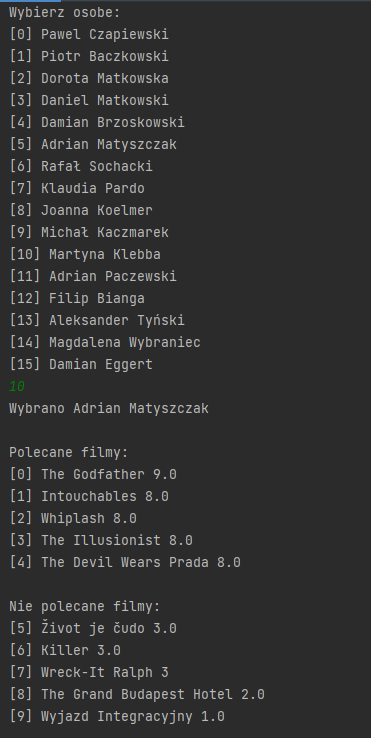 Wybierz osobe:
[0] Pawel Czapiewski
[1] Piotr Baczkowski
[2] Dorota Matkowska
[3] Daniel Matkowski
[4] Damian Brzoskowski
[5] Adrian Matyszczak
[6] Rafał Sochacki
[7] Klaudia Pardo
[8] Joanna Koelmer
[9] Michał Kaczmarek
[10] Martyna Klebba
[11] Adrian Paczewski
[12] Filip Bianga
[13] Aleksander Tyński
[14] Magdalena Wybraniec
[15] Damian Eggert
10
Wybrano Adrian Matyszczak
Polecane filmy:
[0] The Godfather 9.0
[1] Intouchables 8.0
[2] Whiplash 8.0
[3] The Illusionist 8.0
[4] The Devil Wears Prada 8.0
Nie polecane filmy:
[5] Život je čudo 3.0
[6] Killer 3.0
[7] Wreck-It Ralph 3
[8] The Grand Budapest Hotel 2.0
[9] Wyjazd Integracyjny 1.0